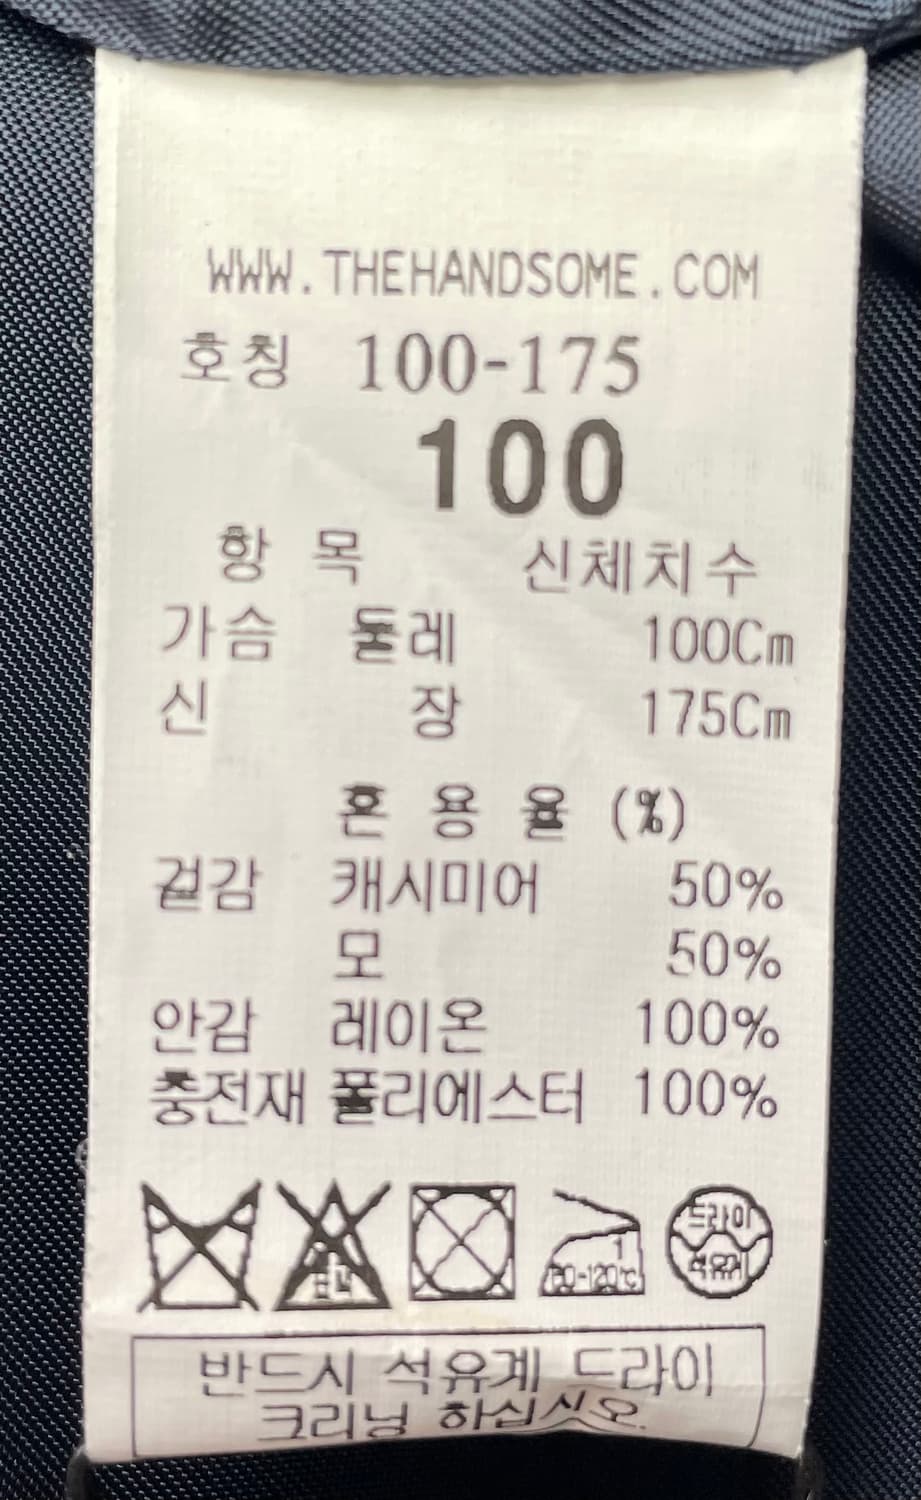 WWW.THEHANDSOME.COM
호칭 100-175
100
항 목 신체치수
가슴 둘레 100Cm
신 장 175Cm
혼 용 율 (%)
겉감 캐시미어 50%
모 50%
안감 레이온 100%
충전재 폴리에스터 100%
드라이
석유계
반드시 석유계 드라이
크리닝 하십시오.